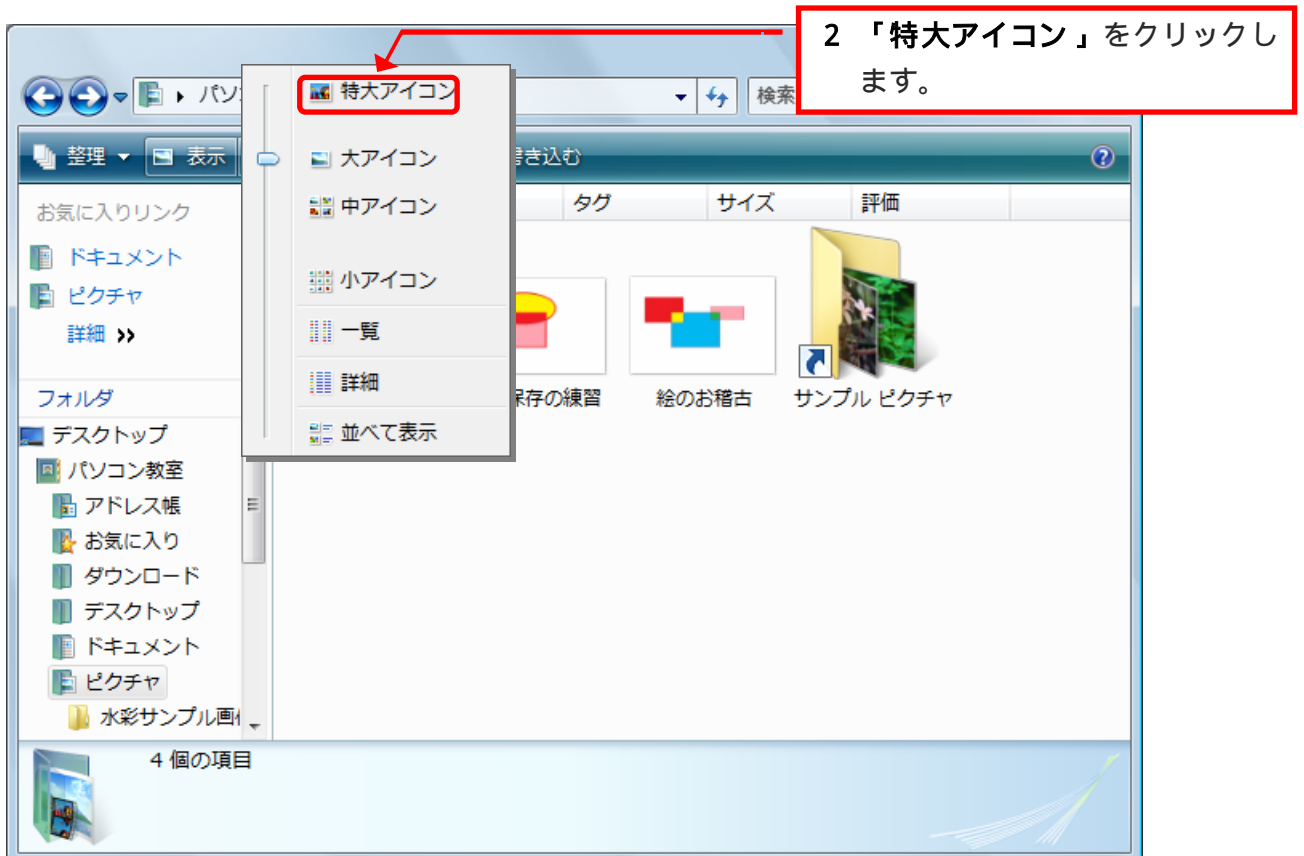 2 「特大アイコン」をクリックし
ます。
パソ
検索
特大アイコン
大アイコン
中アイコン
小アイコン
一覧
詳細
並べて表示
整理
表示
き込む
タグ
サイズ
評価
お気に入りリンク
ドキュメント
ピクチャ
詳細 »
フォルダ
デスクトップ
パソコン教室
アドレス帳
お気に入り
ダウンロード
デスクトップ
ドキュメント
ピクチャ
水彩サンプル画
存の練習
絵のお稽古
サンプル ピクチャ
4 個の項目